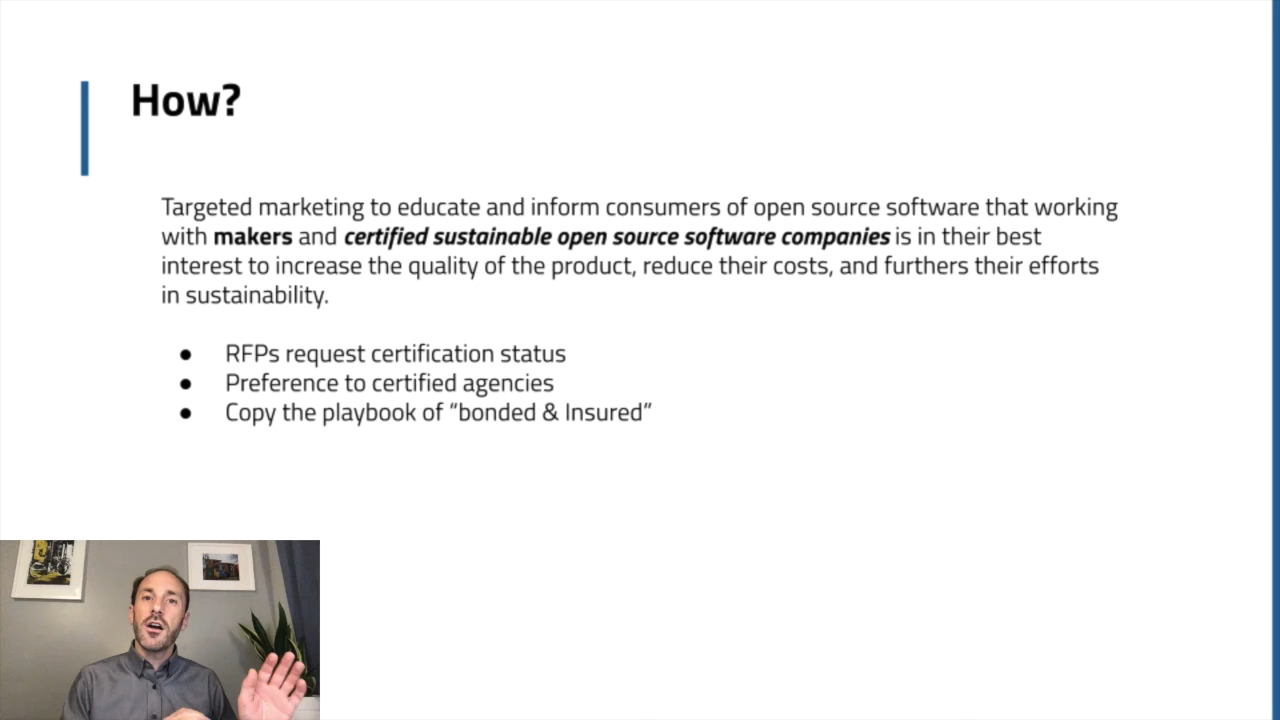 How?
Targeted marketing to educate and inform consumers of open source software that working
with makers and certified sustainable open source software companies is in their best
interest to increase the quality of the product, reduce their costs, and furthers their efforts
in sustainability.
● RFPs request certification status
● Preference to certified agencies
● Copy the playbook of “bonded & Insured”